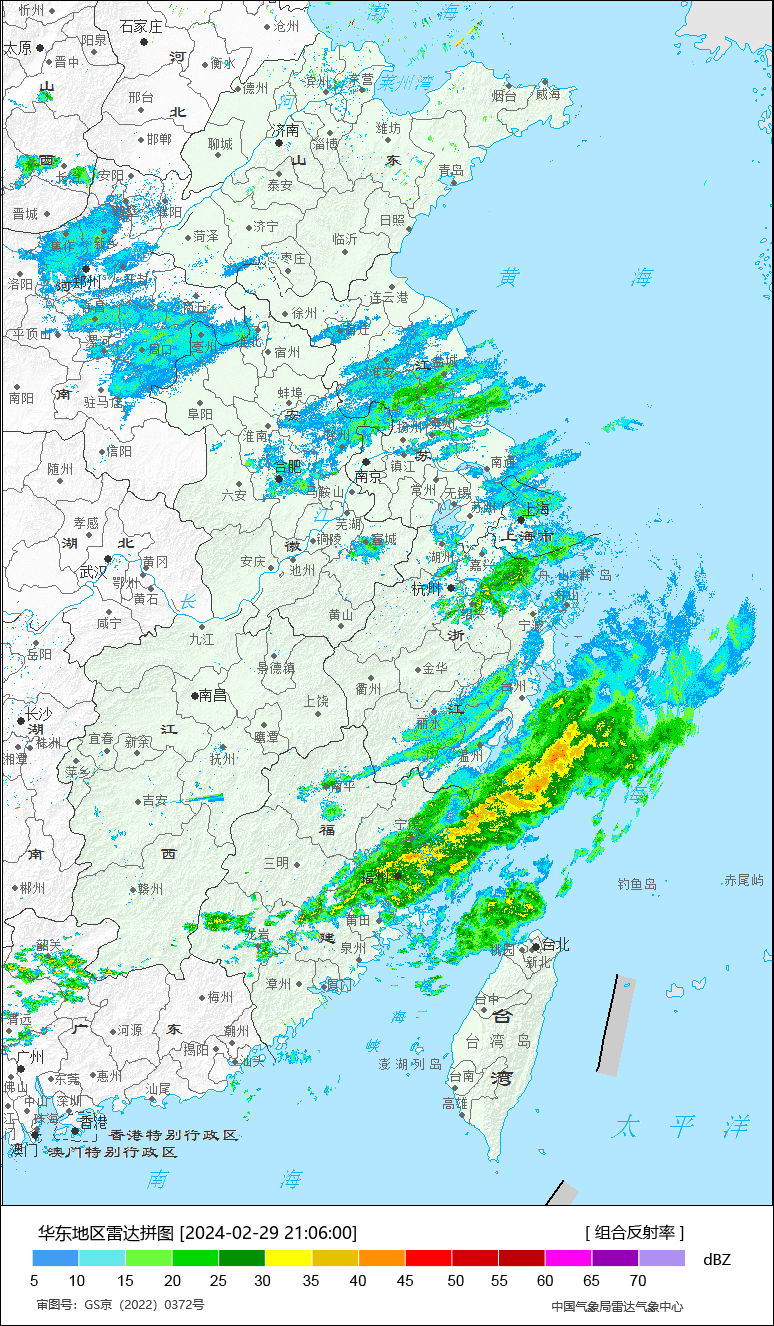 忻州
石家庄
沧州
渤 海
太原
阳泉
河
晋中
衡水
滨州
东营
莱州湾
山
德州
邢台
北
河
烟台
威海
邯郸
聊城
济南
淄博
潍坊
西
山
东
长治
安阳
泰安
青岛
晋城
菏泽
济宁
日照
临沂
枣庄
焦作
新乡
洛阳
河
郑州
开封
黄
海
连云港
徐州
平顶山
漯河
周口
亳州
淮北
宿州
江
盐城
南阳
南
驻马店
阜阳
蚌埠
安
淮南
扬州
信阳
合肥
南京
镇江
苏
南通
随州
六安
马鞍山
常州
无锡
苏州
上海
孝感
湖
北
徽
江
芜湖
铜陵
宣城
上海市
武汉
黄冈
鄂州
黄石
安庆
池州
湖州
嘉兴
舟 山 群 岛
杭州
长
咸宁
九江
黄山
浙
宁波
岳阳
景德镇
衢州
金华
台州
长沙
南昌
上饶
丽水
江
湖
株洲
宜春
新余
江
鹰潭
抚州
温州
湘潭
萍乡
吉安
南平
海
南
西
福
宁德
三明
福州
郴州
赣州
钓鱼岛
赤尾屿
莆田
龙岩
建
泉州
韶关
桃园
台北
新北
漳州
厦门
梅州
台中
清远
广
河源
东
潮州
海
台
台 湾 岛
揭阳
汕头
峡
澎 湖 列 岛
广州
佛山
东莞
惠州
汕尾
台南
湾
高雄
中山
深圳
江门
珠海
香港
香港特别行政区
太 平 洋
澳门
澳门特别行政区
南
海
华东地区雷达拼图 [2024-02-29 21:06:00]
[ 组合反射率 ]
dBZ
5 10 15 20 25 30 35 40 45 50 55 60 65 70
审图号：GS京（2022）0372号
中国气象局雷达气象中心